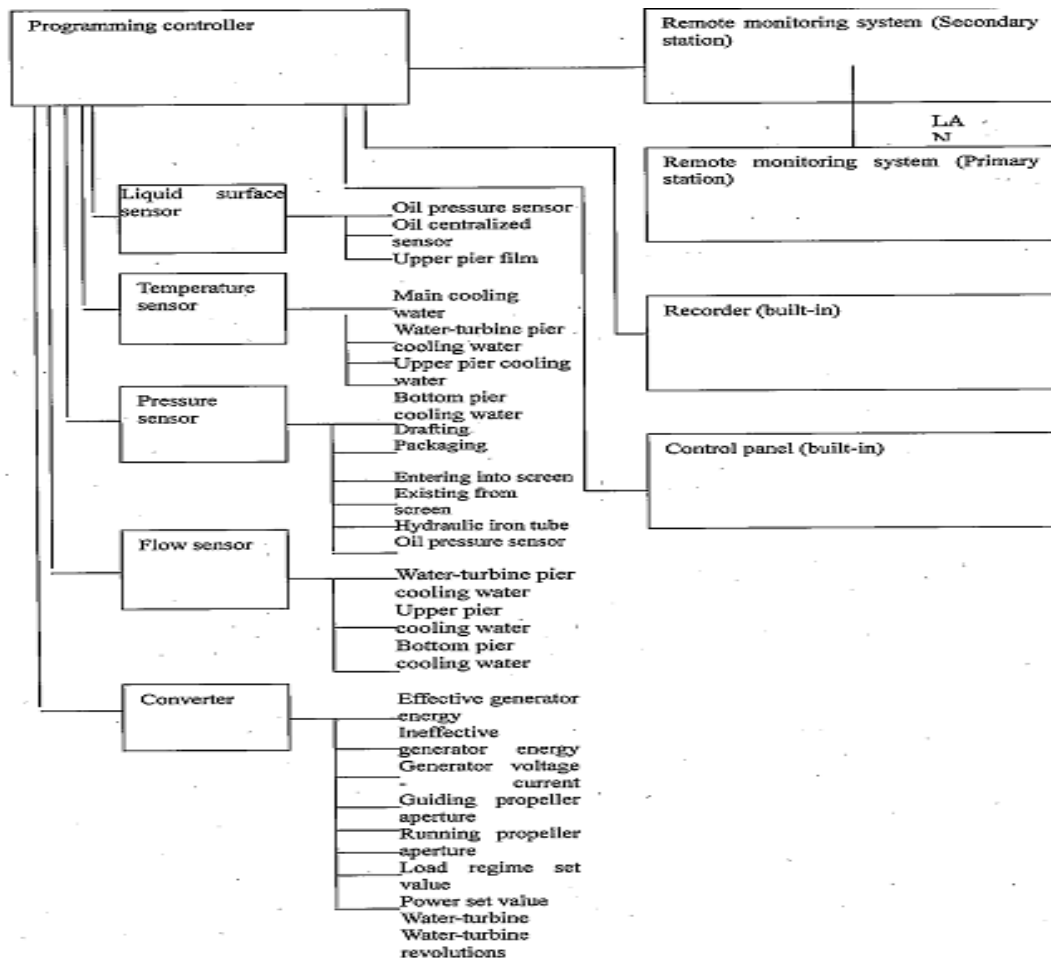 Programming controller
Remote monitoring system (Secondary
station)
LA
N
Remote monitoring system (Primary
station)
Liquid surface
sensor
Oil pressure sensor
Oil centralized
sensor
Upper pier film
Temperature
sensor
Main cooling
water
Water-turbine pier
cooling water
Upper pier cooling
water
Bottom pier
cooling water
Recorder (built-in)
Pressure
sensor
Drafting
Packaging
Entering into screen
Existing from
screen
Hydraulic iron tube
Oil pressure sensor
Control panel (built-in)
Flow sensor
Water-turbine pier
cooling water
Upper pier
cooling water
Bottom pier
cooling water
Converter
Effective generator
energy
Ineffective
generator energy
Generator voltage
- current
Guiding propeller
aperture
Running propeller
aperture
Load regime set
value
Power set value
Water-turbine
Water-turbine
revolutions